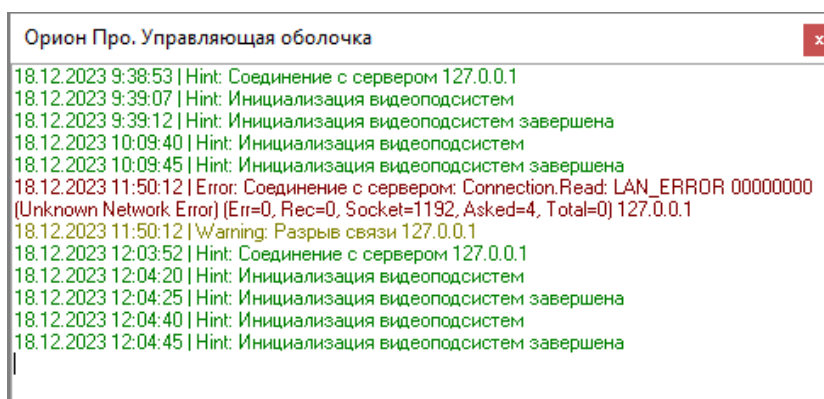 Орион Про. Управляющая оболочка
x
18.12.2023 9:38:53 | Hint: Соединение с сервером 127.0.0.1
18.12.2023 9:39:07 | Hint: Инициализация видеоподсистем
18.12.2023 9:39:12 | Hint: Инициализация видеоподсистем завершена
18.12.2023 10:09:40 | Hint: Инициализация видеоподсистем
18.12.2023 10:09:45 | Hint: Инициализация видеоподсистем завершена
18.12.2023 11:50:12 | Error: Соединение с сервером: Connection.Read: LAN_ERROR 00000000
(Unknown Network Error) (Err=0, Rec=0, Socket=1192, Asked=4, Total=0) 127.0.0.1
18.12.2023 11:50:12 | Warning: Разрыв связи 127.0.0.1
18.12.2023 12:03:52 | Hint: Соединение с сервером 127.0.0.1
18.12.2023 12:04:20 | Hint: Инициализация видеоподсистем
18.12.2023 12:04:25 | Hint: Инициализация видеоподсистем завершена
18.12.2023 12:04:40 | Hint: Инициализация видеоподсистем
18.12.2023 12:04:45 | Hint: Инициализация видеоподсистем завершена